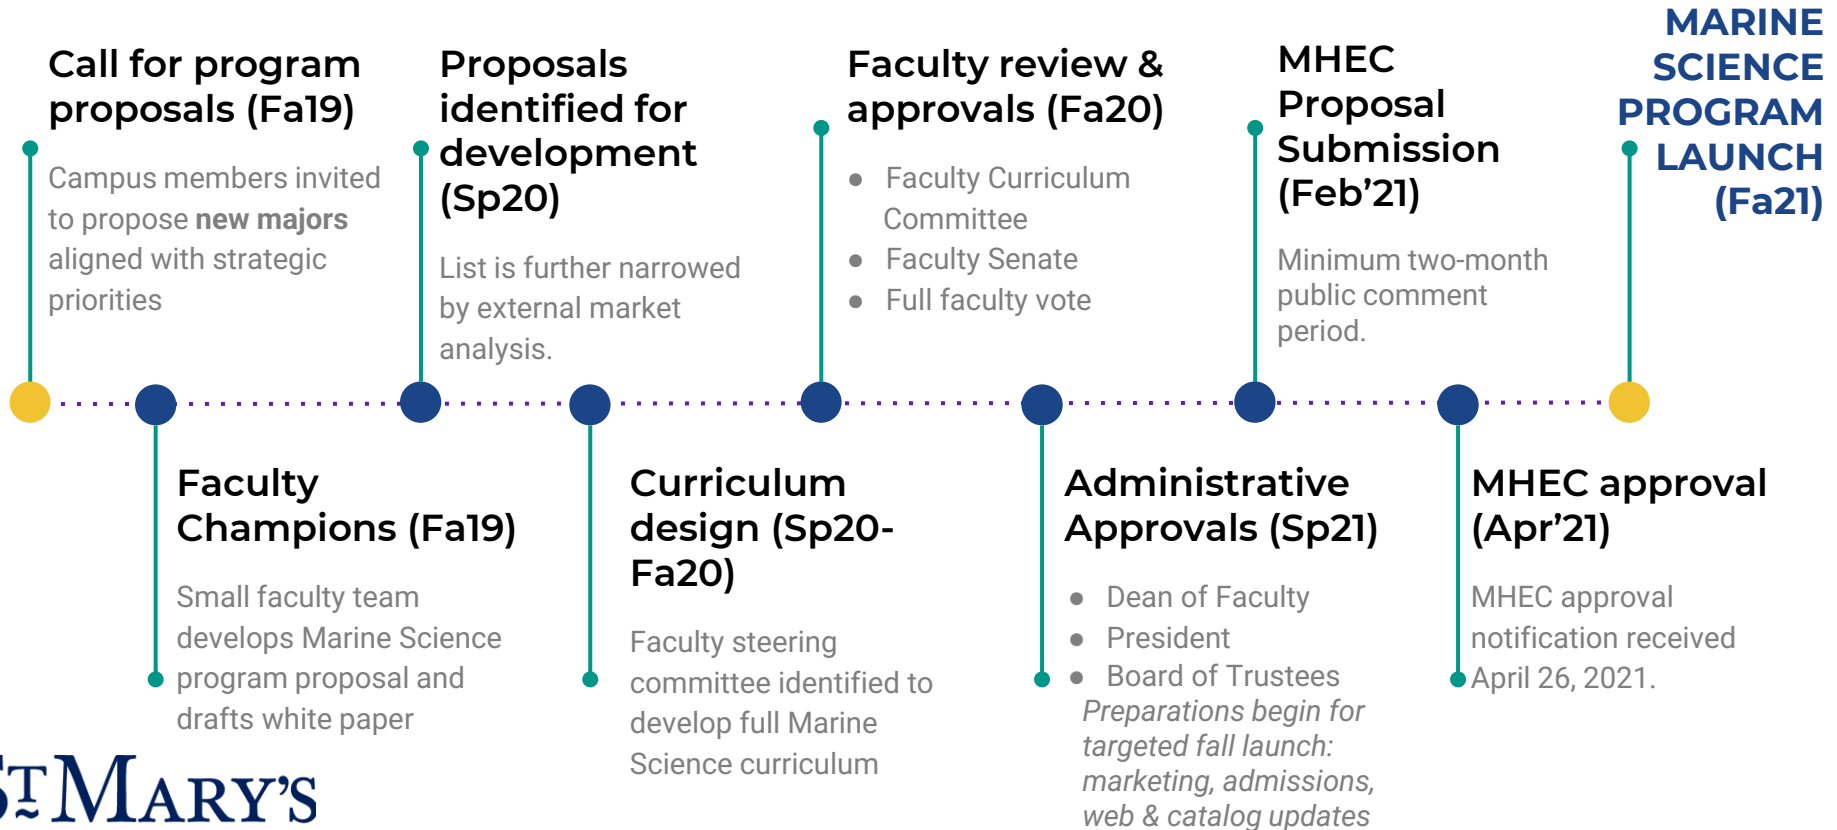 Call for program
proposals (Fa19)
Campus members invited
to propose new majors
aligned with strategic
priorities
Faculty
Champions (Fa19)
Small faculty team
develops Marine Science
program proposal and
drafts white paper
Proposals
identified for
development
(Sp20)
List is further narrowed
by external market
analysis.
Curriculum
design (Sp20-
Fa20)
Faculty steering
committee identified to
develop full Marine
Science curriculum
Faculty review &
approvals (Fa20)
● Faculty Curriculum
Committee
● Faculty Senate
● Full faculty vote
Administrative
Approvals (Sp21)
● Dean of Faculty
● President
● Board of Trustees
Preparations begin for
targeted fall launch:
marketing, admissions,
web & catalog updates
MHEC
Proposal
Submission
(Feb’21)
Minimum two-month
public comment
period.
MHEC approval
(Apr’21)
MHEC approval
notification received
April 26, 2021.
MARINE
SCIENCE
PROGRAM
LAUNCH
(Fa21)
ST MARY’S